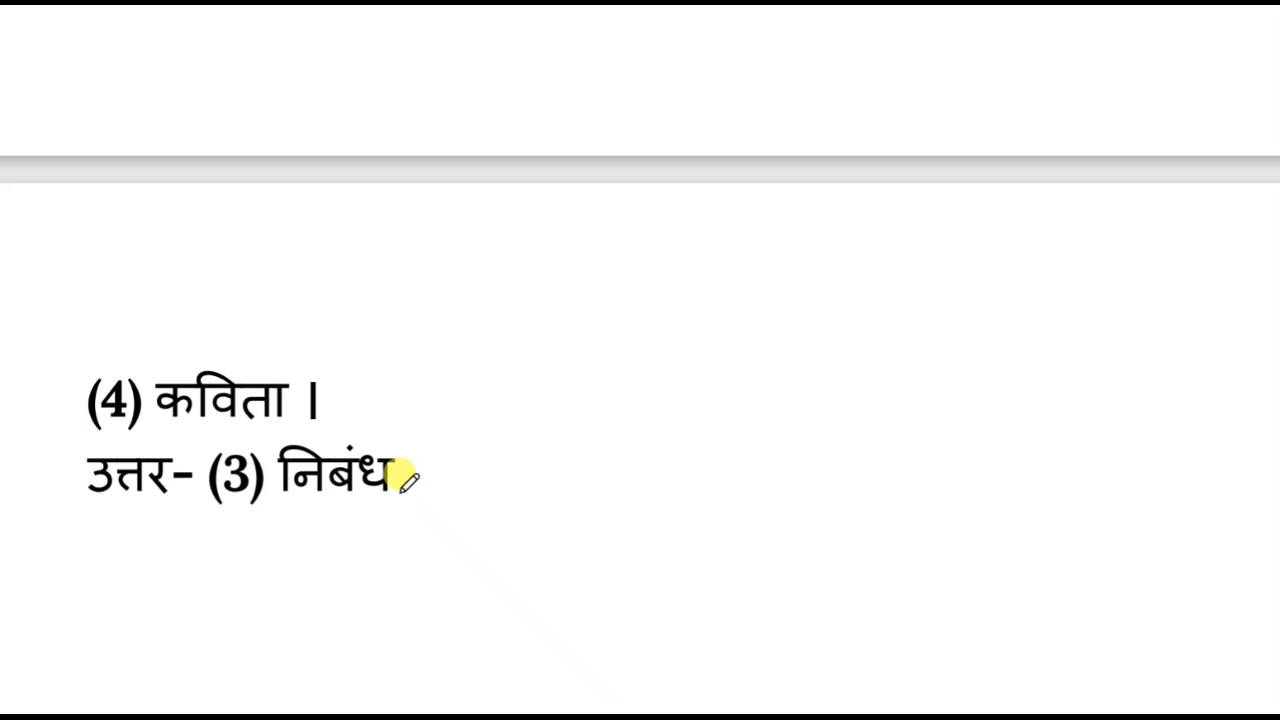 (4) कविता ।
उत्तर- (3) निबंध